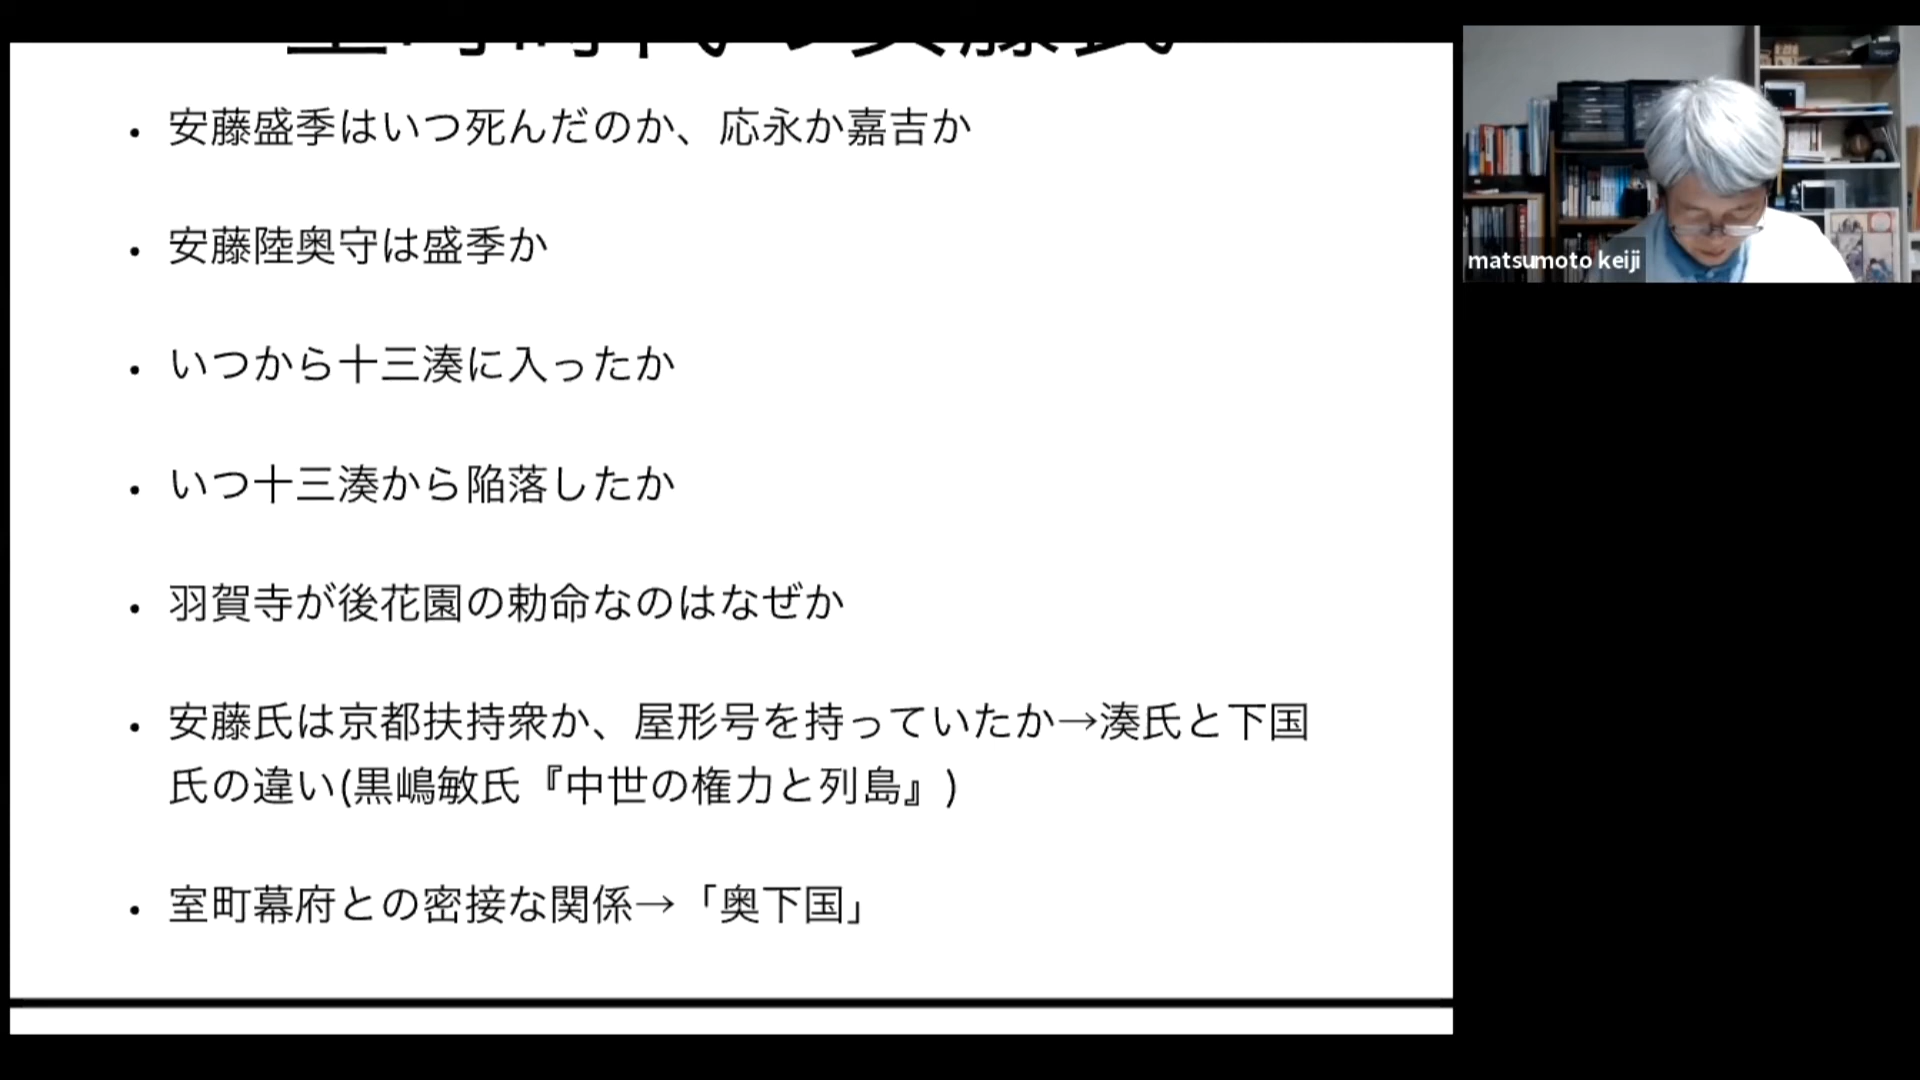 ・安藤盛季はいつ死んだのか、応永か嘉吉か
・安藤陸奥守は盛季か
・いつから十三湊に入ったか
・いつ十三湊から陥落したか
・羽賀寺が後花園の勅命なのはなぜか
・安藤氏は京都扶持衆か、屋形号を持っていたか→湊氏と下国
氏の違い(黒嶋敏氏『中世の権力と列島』)
・室町幕府との密接な関係→「奥下国」
matsumoto keiji